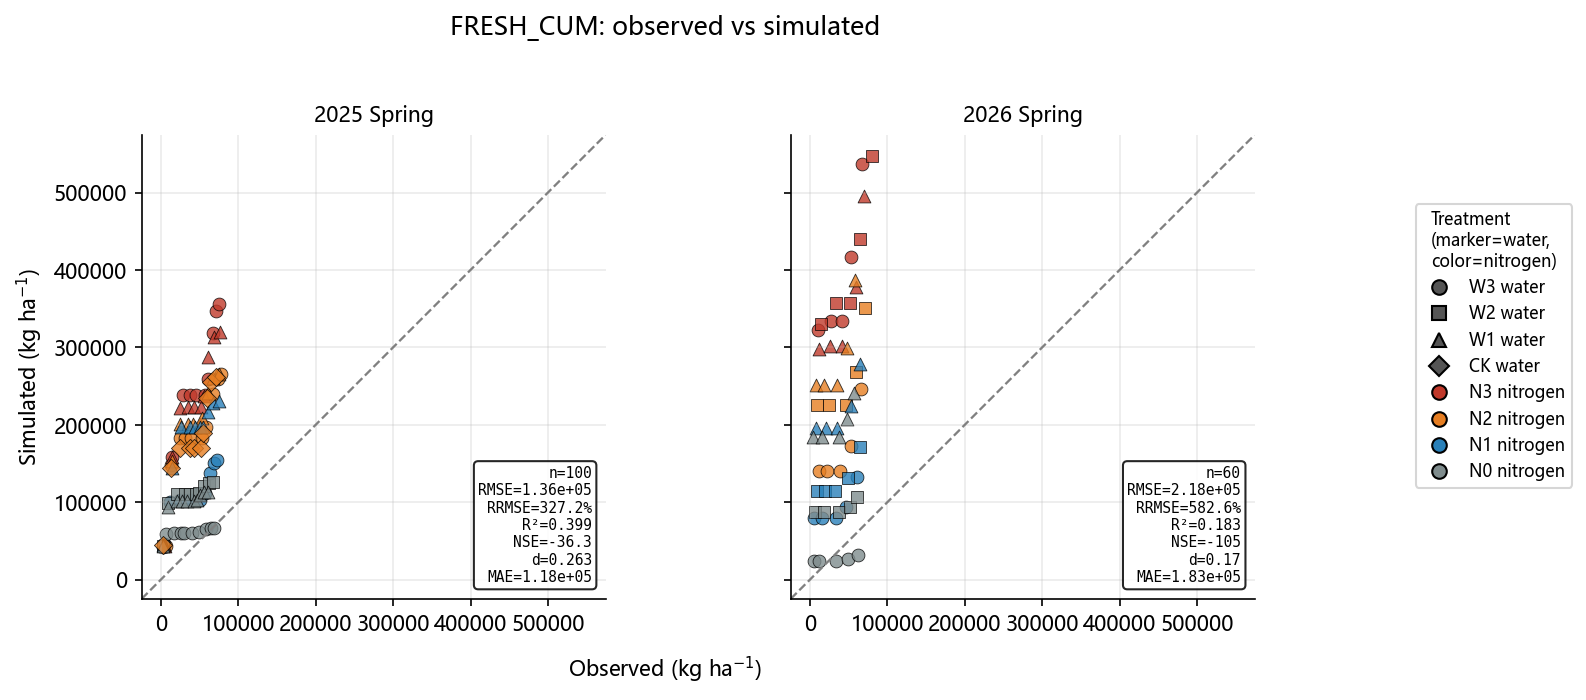 FRESH_CUM: observed vs simulated
2025 Spring
2026 Spring
Simulated (kg ha⁻¹)
500000
400000
300000
200000
100000
0
n=100
RMSE=1.36e+05
RRMSE=327.2%
R²=0.399
NSE=-36.3
d=0.263
MAE=1.18e+05
0 100000 200000 300000 400000 500000
n=60
RMSE=2.18e+05
RRMSE=582.6%
R²=0.183
NSE=-105
d=0.17
MAE=1.83e+05
0 100000 200000 300000 400000 500000
Observed (kg ha⁻¹)
Treatment
(marker=water,
color=nitrogen)
W3 water
W2 water
W1 water
CK water
N3 nitrogen
N2 nitrogen
N1 nitrogen
N0 nitrogen